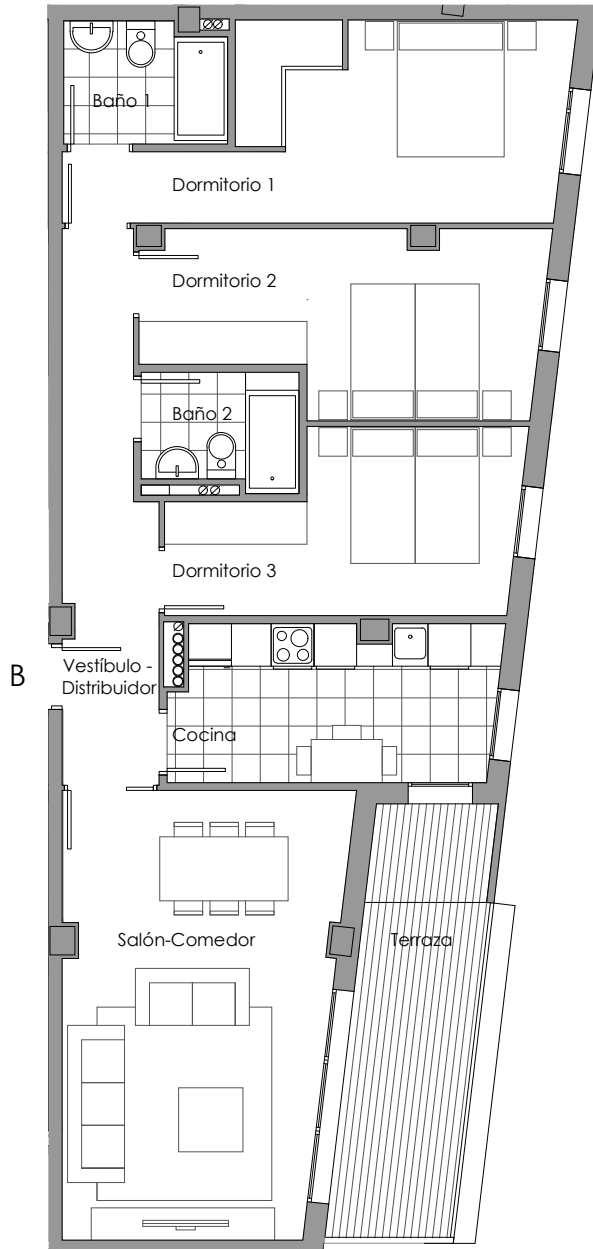 Baño 1
Dormitorio 1
Dormitorio 2
Baño 2
Dormitorio 3
B
Vestíbulo -
Distribuidor
Cocina
Salón-Comedor
Terraza